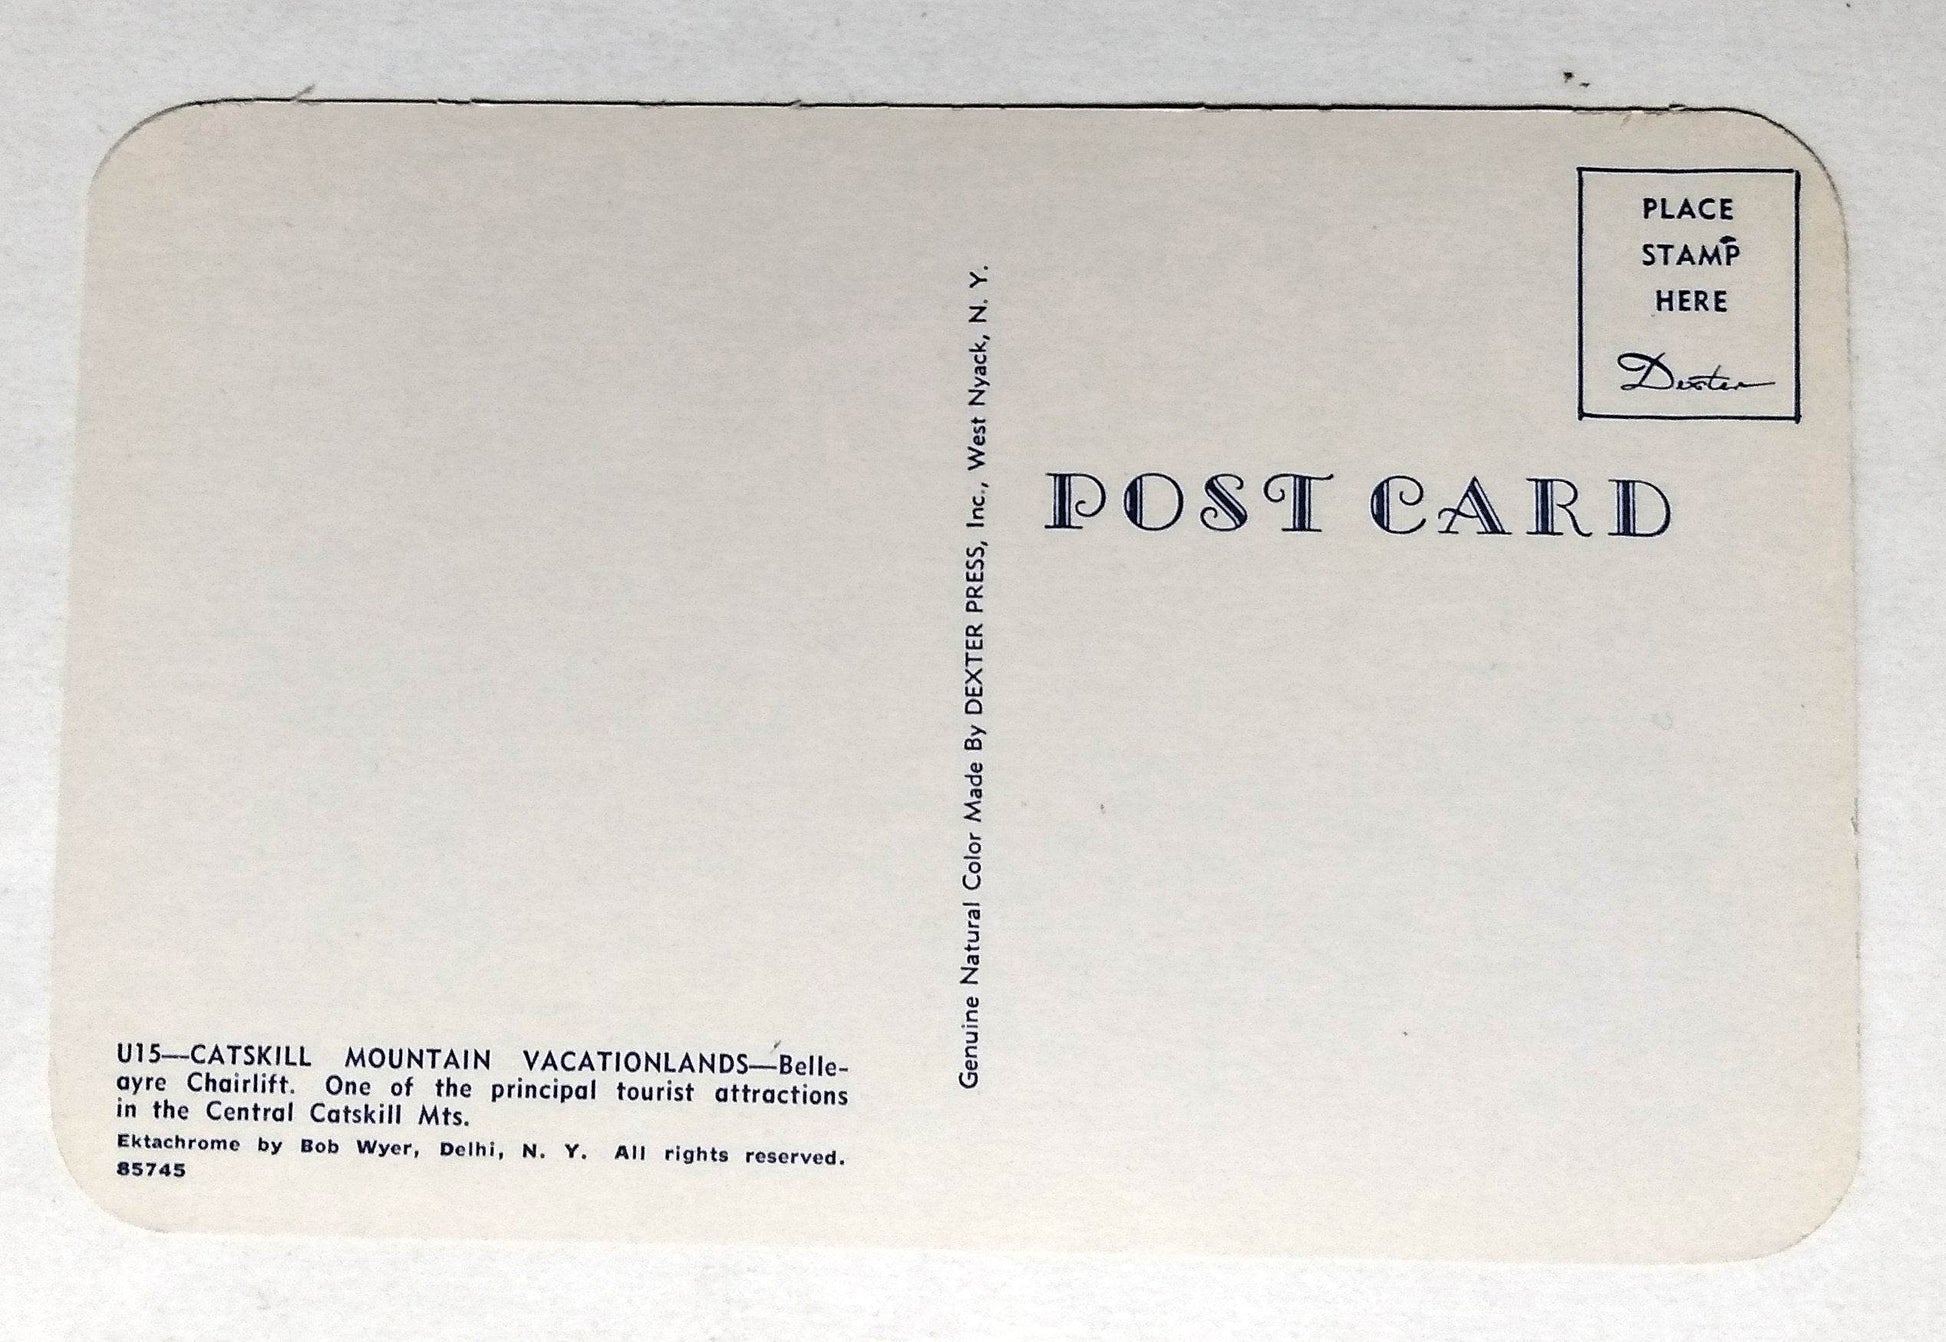 PLACE
STAMP
HERE
Dexter
POST CARD
Genuine Natural Color Made By DEXTER PRESS, Inc., West Nyack, N. Y.
U15—CATSKILL MOUNTAIN VACATIONLANDS—Belle-
ayre Chairlift. One of the principal tourist attractions
in the Central Catskill Mts.
Ektachrome by Bob Wyer, Delhi, N. Y. All rights reserved.
85745